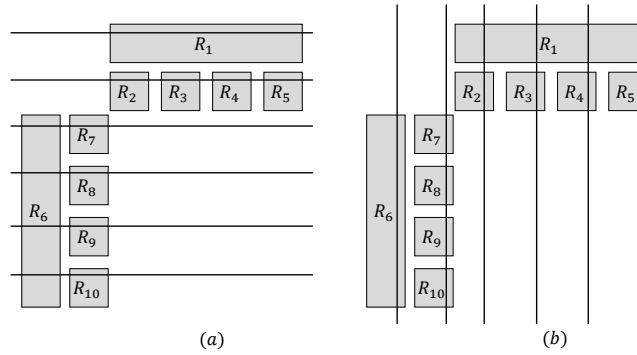 R₁ R₁
R₂ R₃ R₄ R₅ R₂ R₃ R₄ R₅
R₇ R₇
R₈ R₈
R₆ R₆
R₉ R₉
R₁₀ R₁₀
(a) (b)